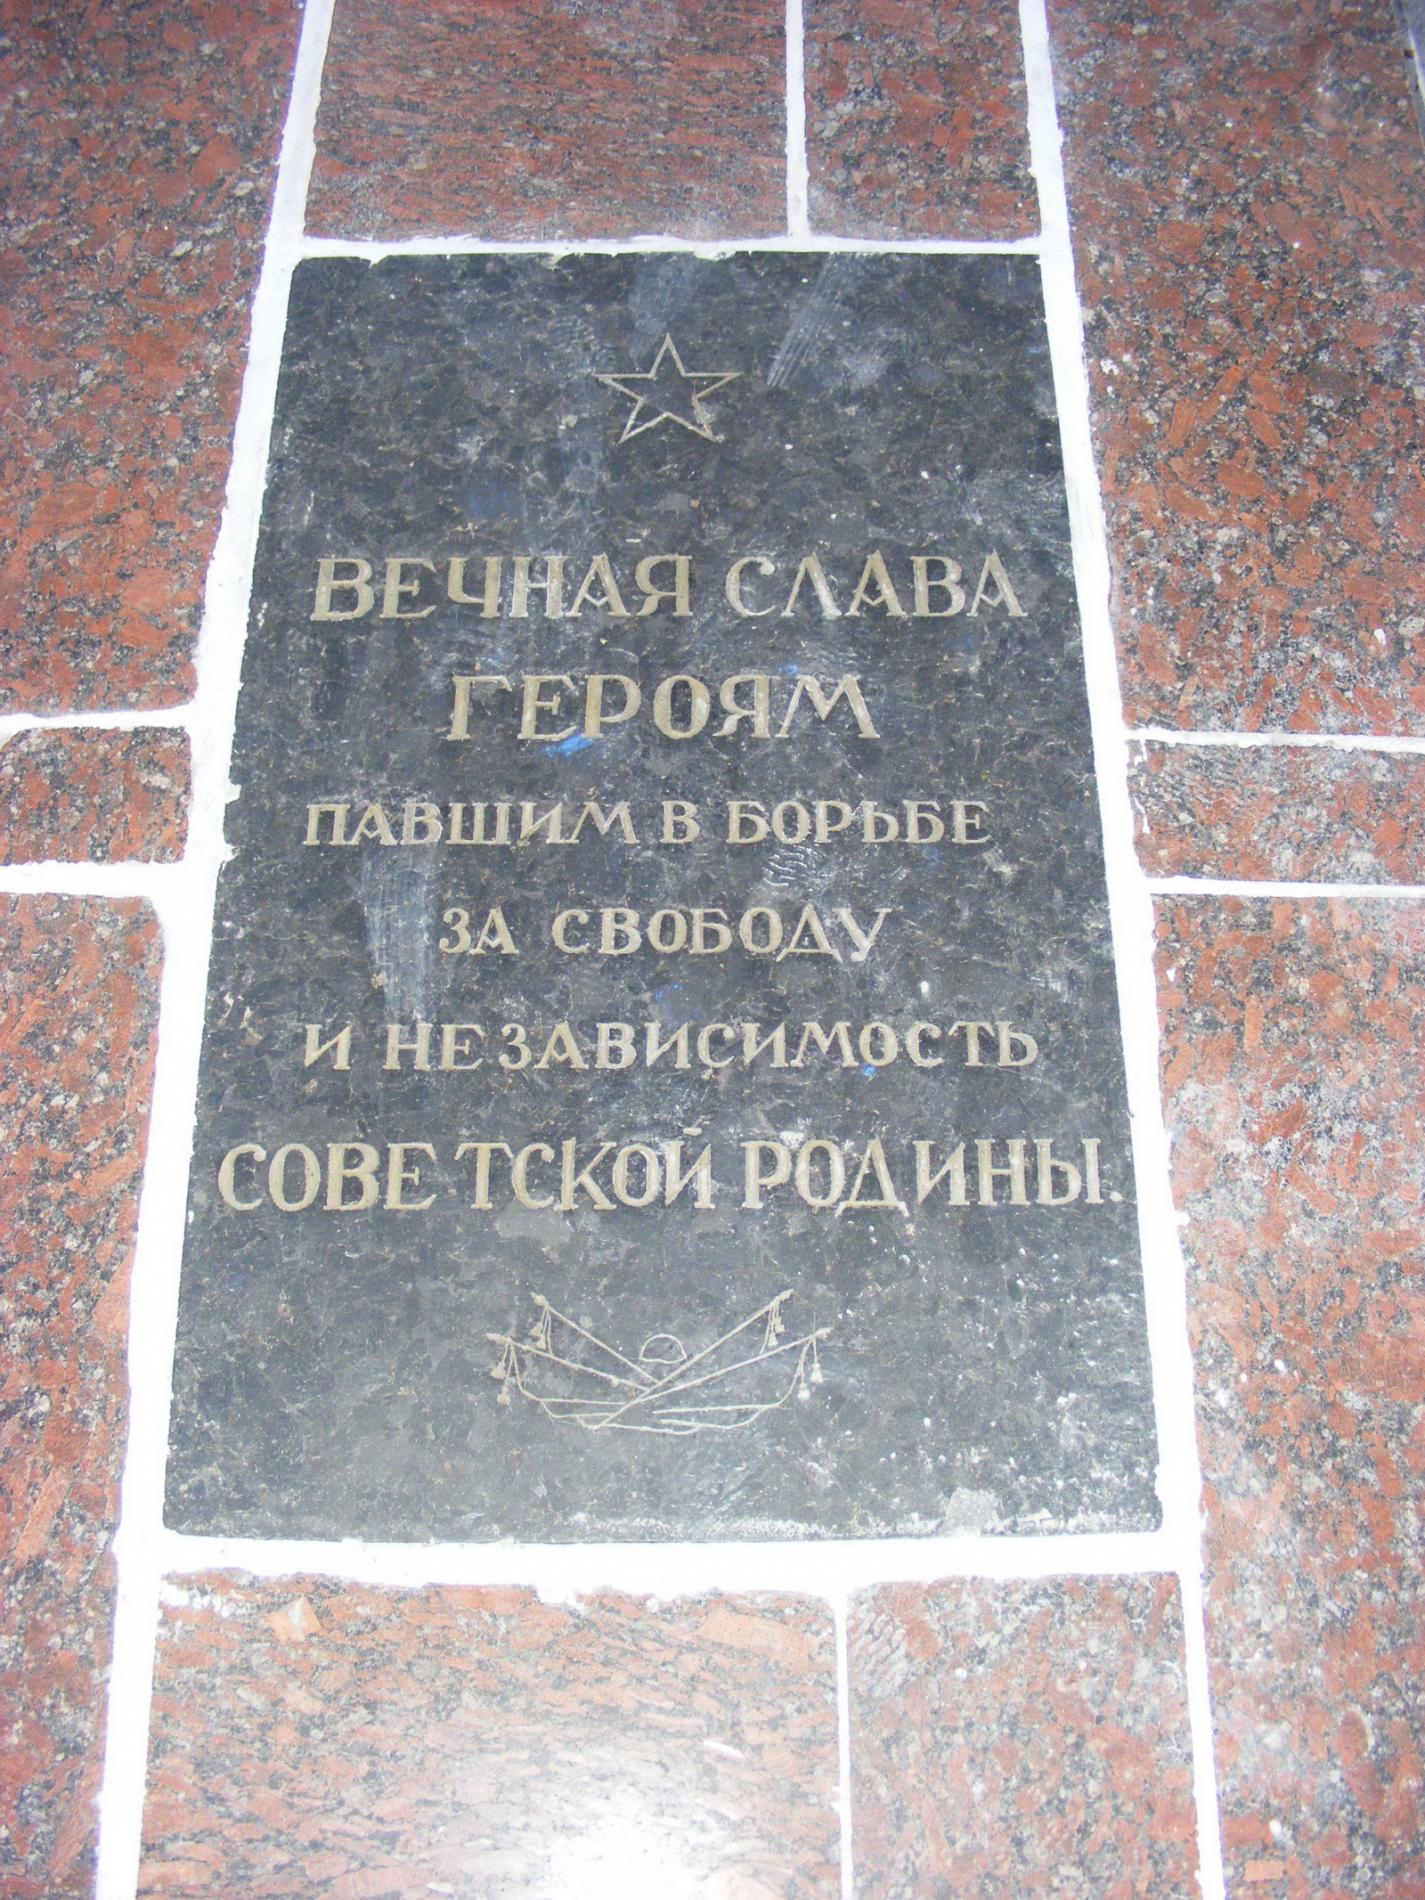 ВЕЧНАЯ СЛАВА
ГЕРОЯМ
ПАВШИМ В БОРЬБЕ
ЗА СВОБОДУ
И НЕЗАВИСИМОСТЬ
СОВЕТСКОЙ РОДИНЫ.